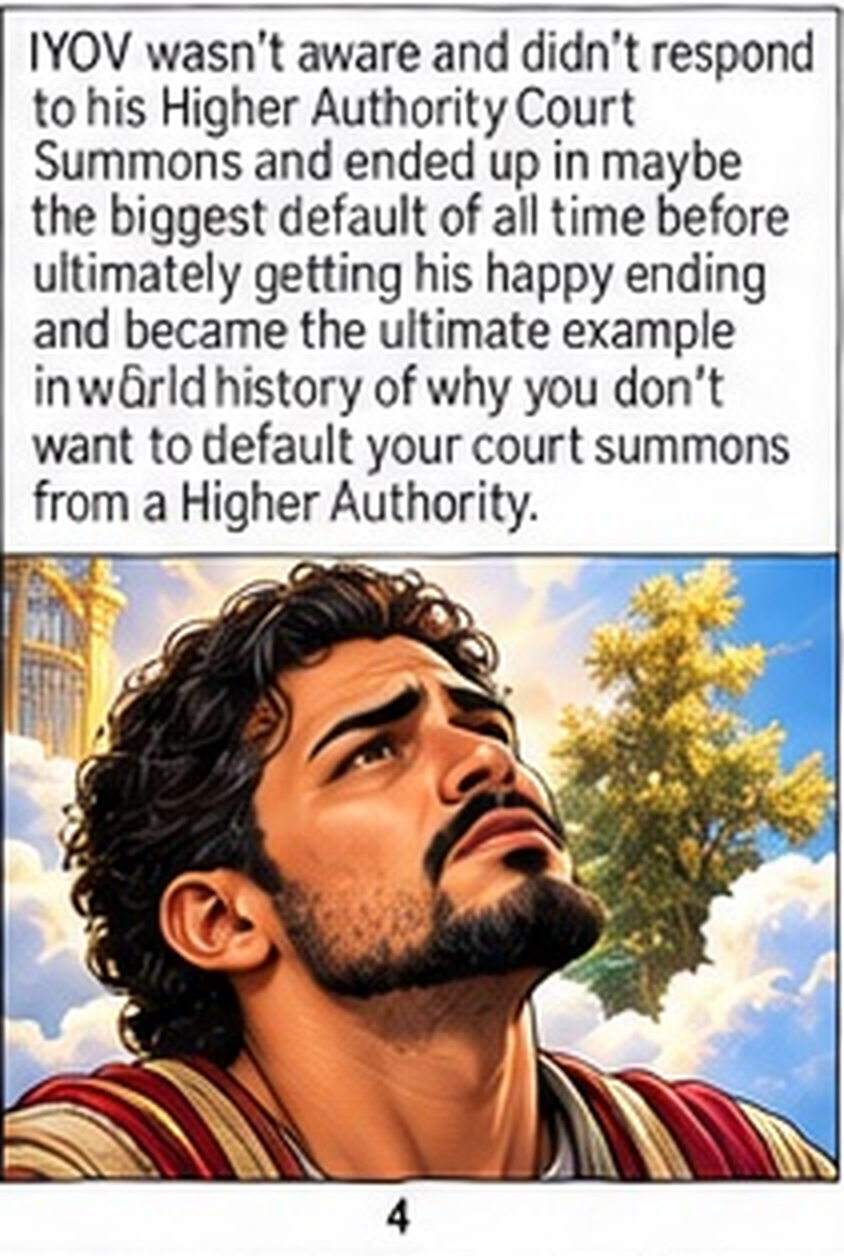 IYOV wasn't aware and didn't respond
to his Higher Authority Court
Summons and ended up in maybe
the biggest default of all time before
ultimately getting his happy ending
and became the ultimate example
in wûrld history of why you don't
want to default your court summons
from a Higher Authority.
4